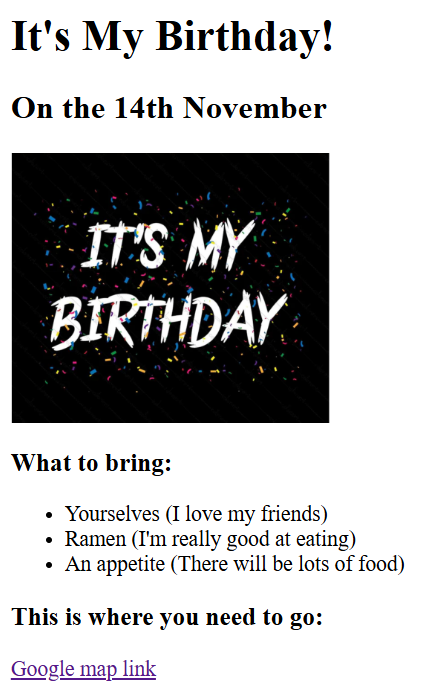 It's My Birthday!
On the 14th November
IT'S MY
BIRTHDAY
What to bring:
• Yourselves (I love my friends)
• Ramen (I'm really good at eating)
• An appetite (There will be lots of food)
This is where you need to go:
Google map link